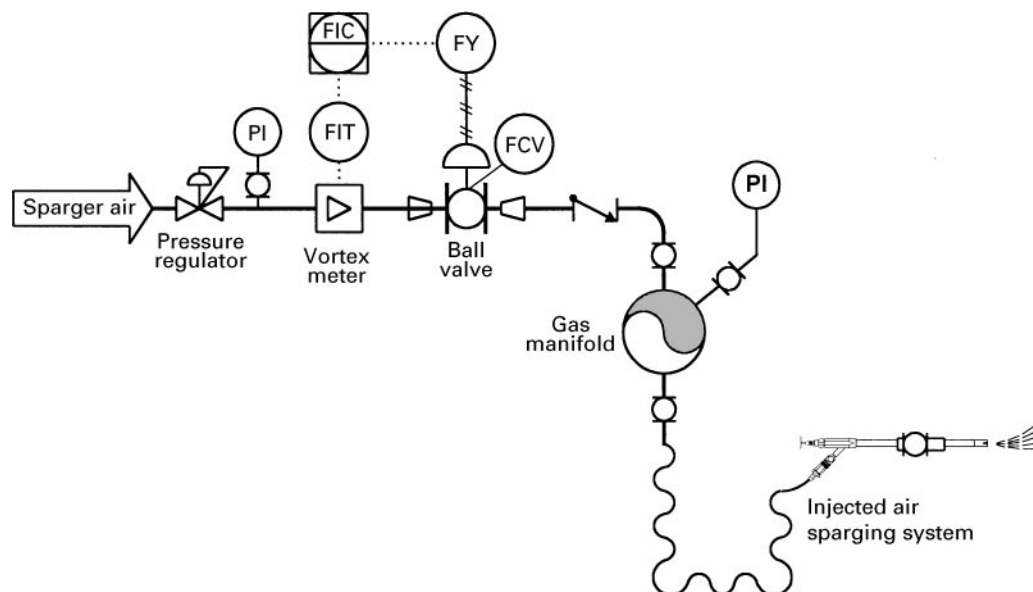 FIC
FY
PI
FIT
FCV
PI
Sparger air
Pressure
regulator
Vortex
meter
Ball
valve
Gas
manifold
Injected air
sparging system